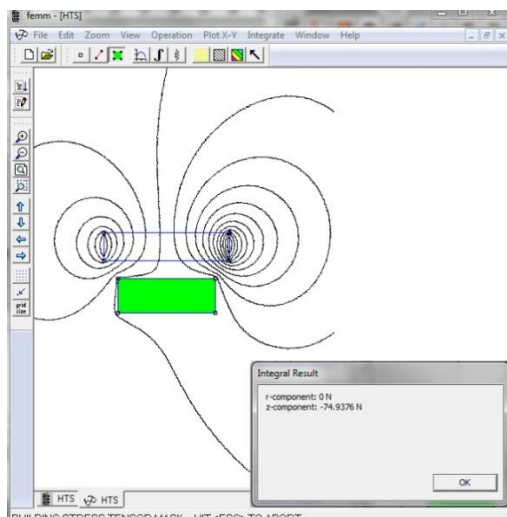 femm - [HTS]
File Edit Zoom View Operation Plot X-Y Integrate Window Help
grid
size
Integral Result
r-component: 0 N
z-component: -74.9376 N
OK
HTS HTS
BUILDING STRESS TENSOR MASK - HIT <ESC> TO ABORT